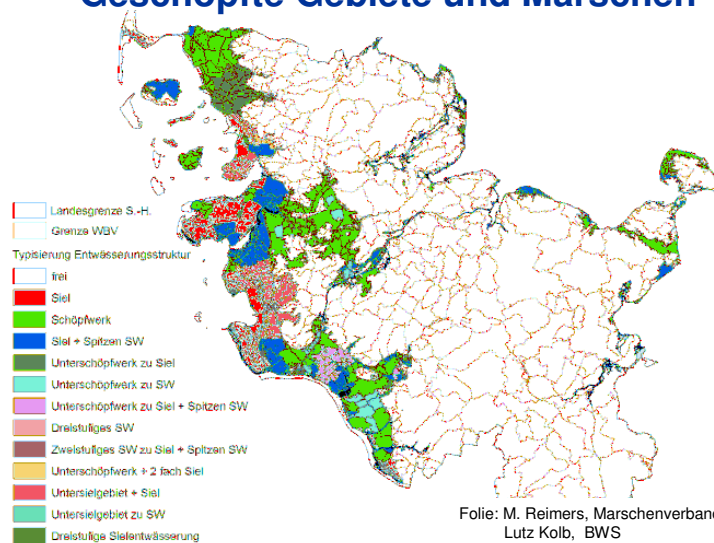 Geschöpfte Gebiete und Marschen
Landesgrenze S.-H.
Grenze WBV
Typisierung Entwässerungsstruktur
frei
Siel
Schöpfwerk
Siel + Spitzen SW
Unterschöpfwerk zu Siel
Unterschöpfwerk zu SW
Unterschöpfwerk zu Siel + Spitzen SW
Dreistufiges SW
Zweistufiges SW zu Siel + Spitzen SW
Unterschöpfwerk + 2 fach Siel
Untersielgebiet + Siel
Untersielgebiet zu SW
Dreistufige Sielentwässerung
Folie: M. Reimers, Marschenverband
Lutz Kolb, BWS